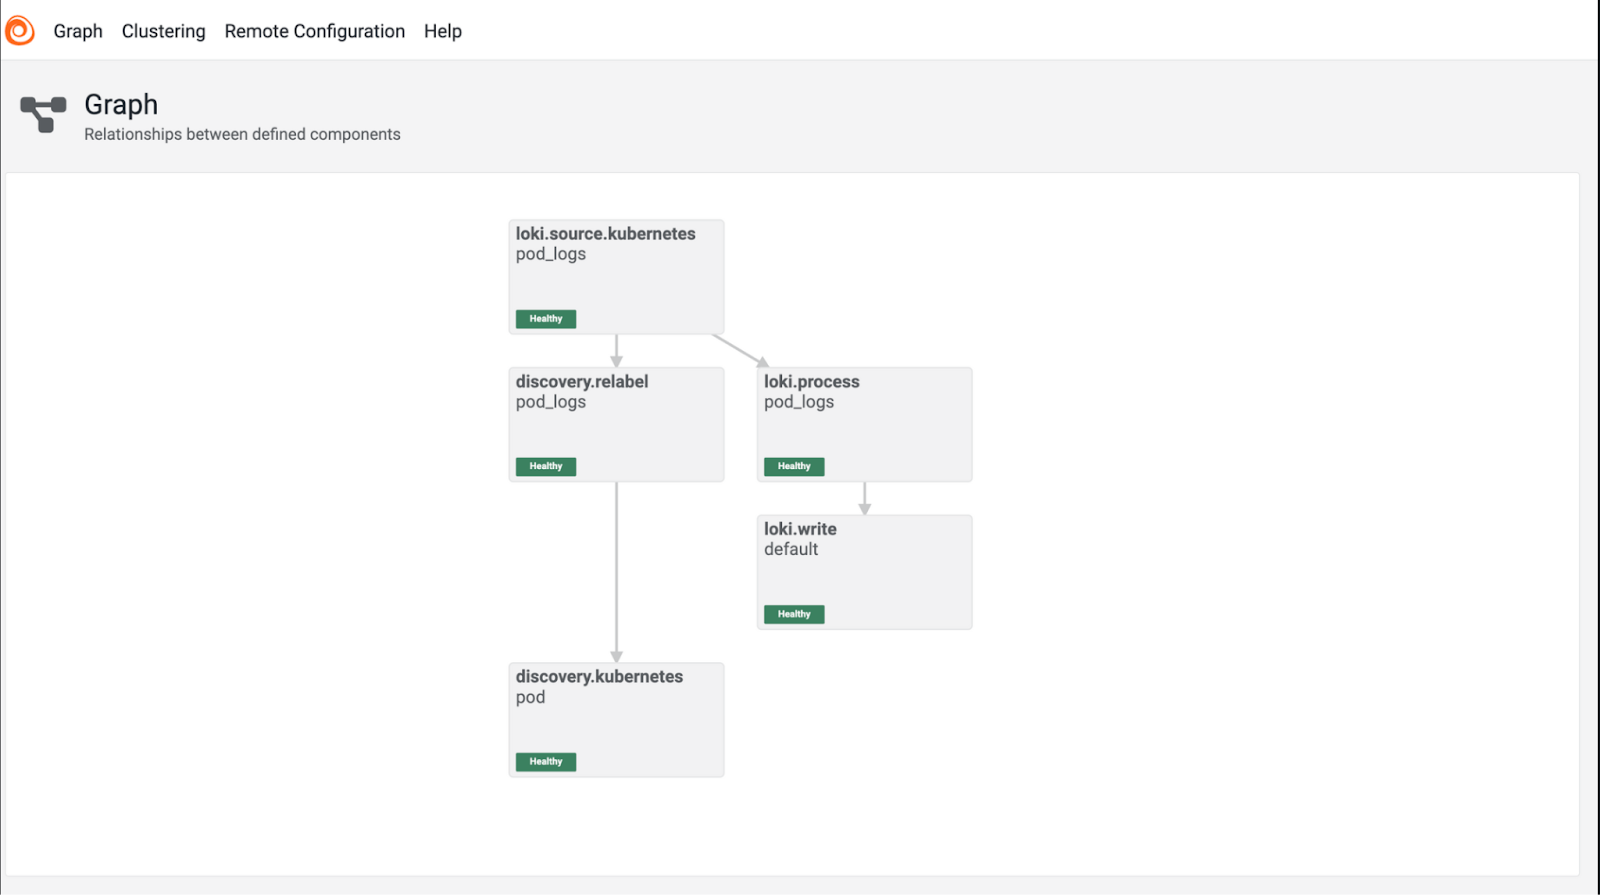 Graph Clustering Remote Configuration Help
Graph
Relationships between defined components
loki.source.kubernetes
pod_logs
Healthy
discovery.relabel
pod_logs
Healthy
loki.process
pod_logs
Healthy
loki.write
default
Healthy
discovery.kubernetes
pod
Healthy